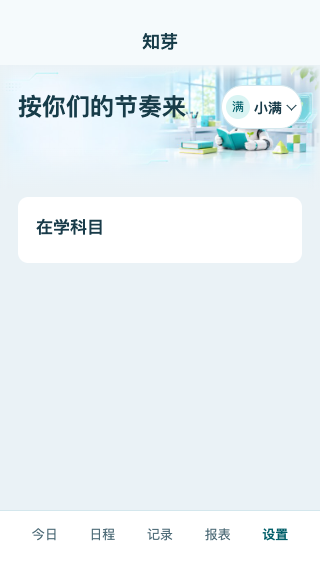 知芽
按你们的节奏来
满 小满
在学科目
今日 日程 记录 报表 设置